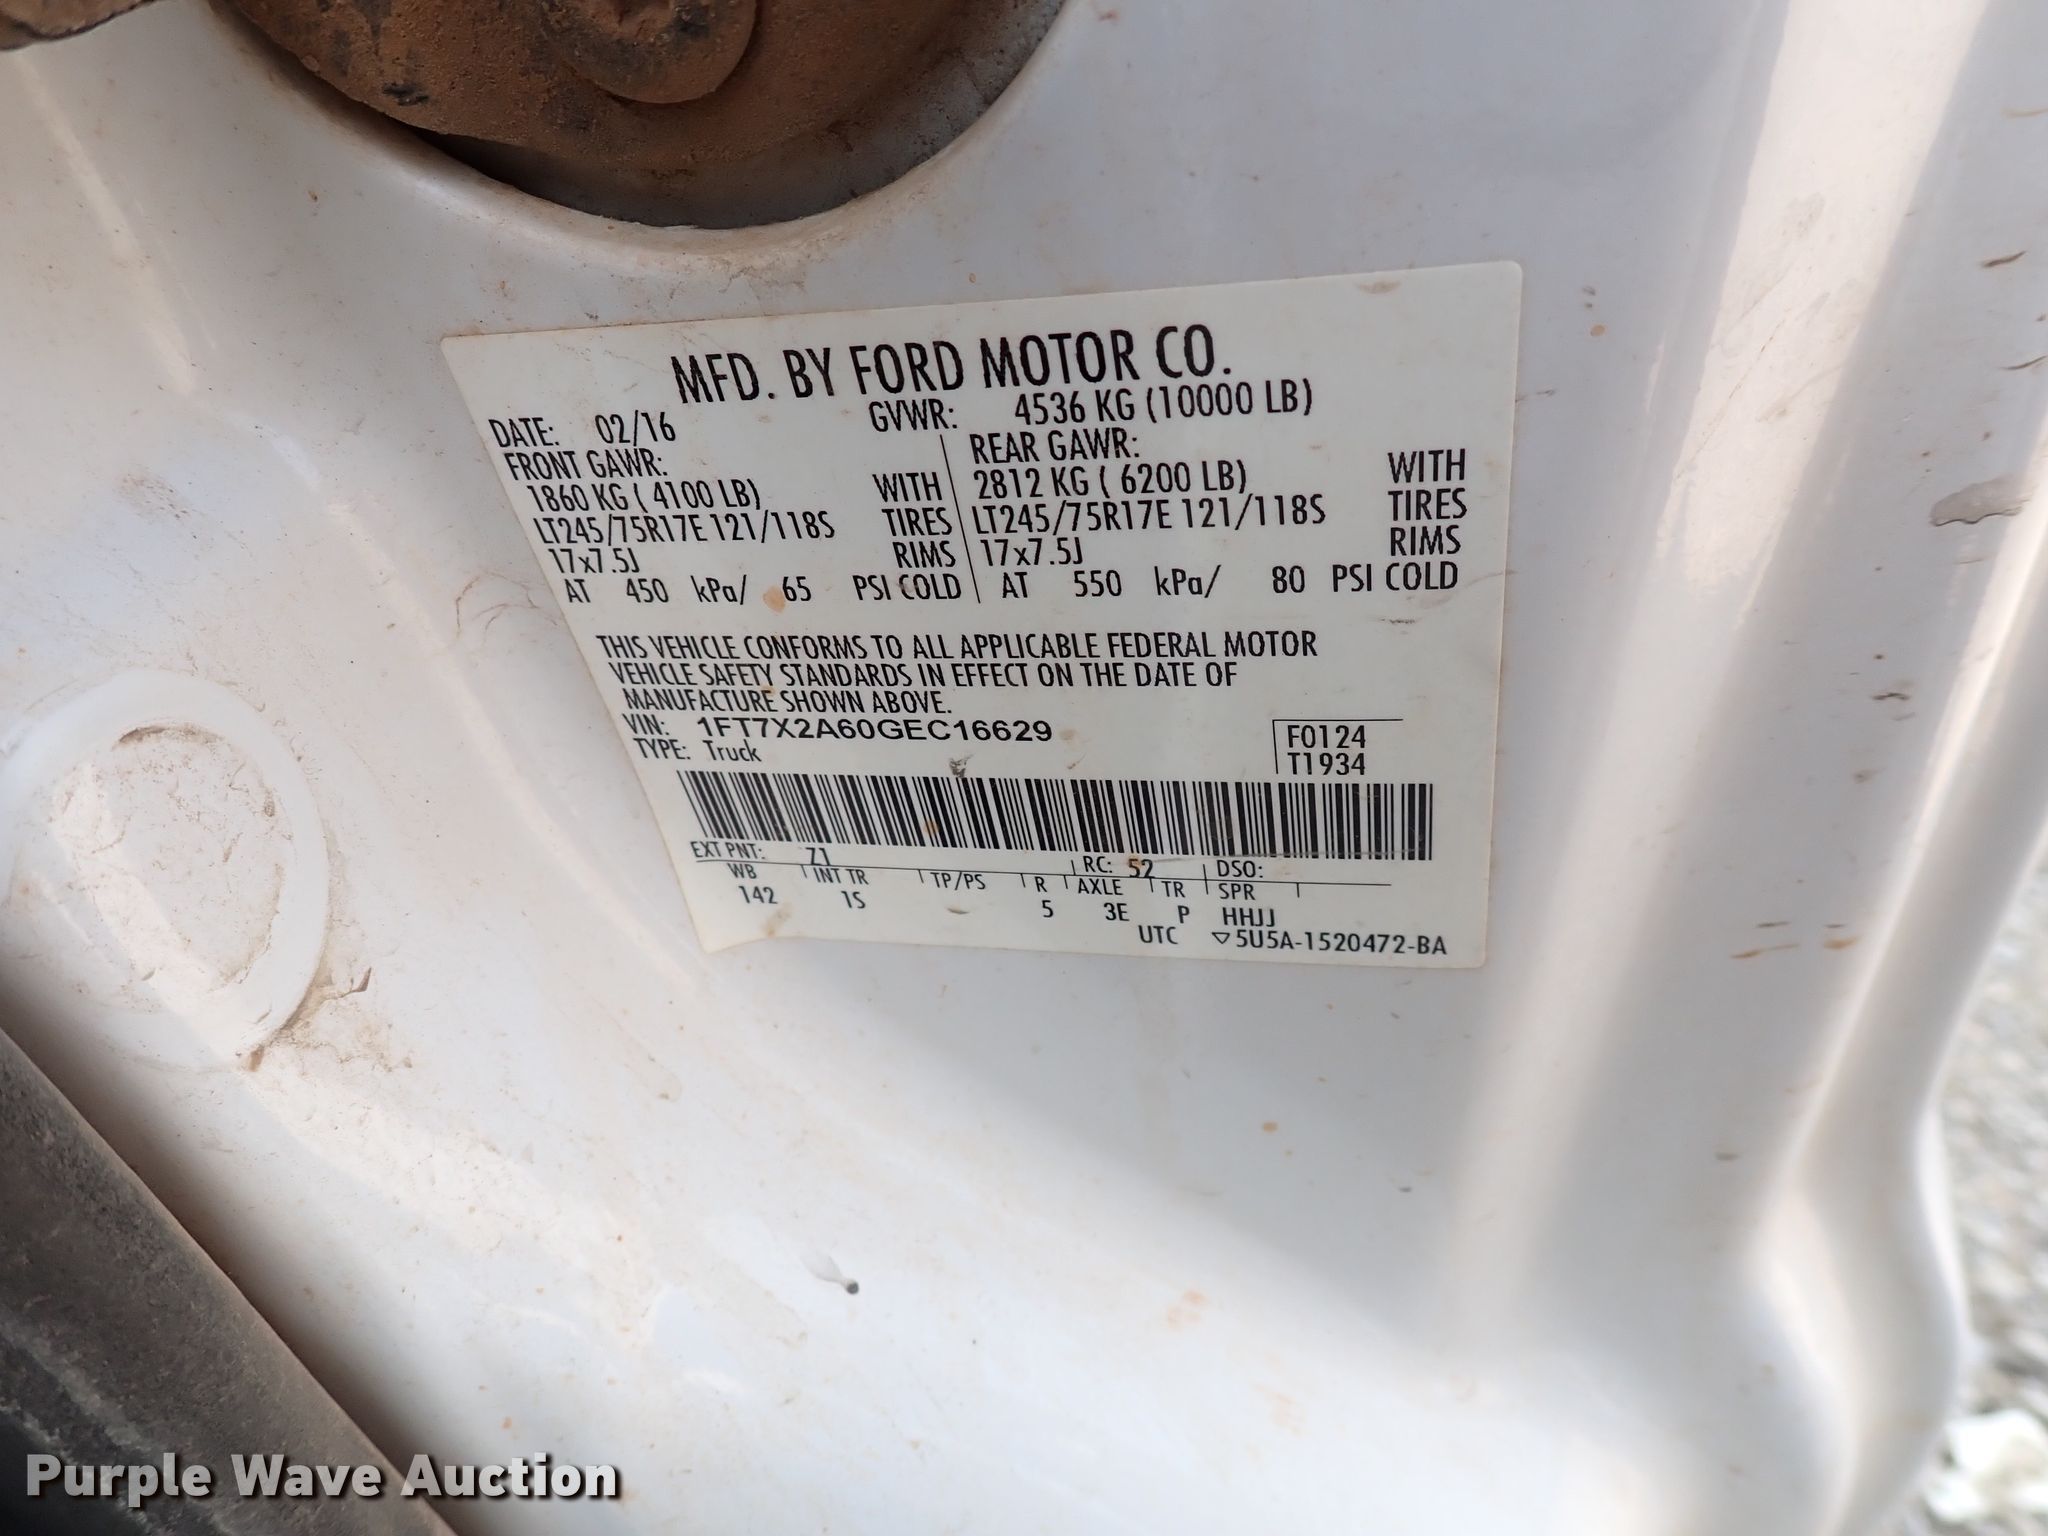 MFD. BY FORD MOTOR CO.
DATE: 02/16 GVWR: 4536 KG (10000 LB)
FRONT GAWR: REAR GAWR:
1860 KG ( 4100 LB) WITH 2812 KG ( 6200 LB) WITH
LT245/75R17E 121/118S TIRES LT245/75R17E 121/118S TIRES
17x7.5J RIMS 17x7.5J RIMS
AT 450 kPa/ 65 PSI COLD AT 550 kPa/ 80 PSI COLD
THIS VEHICLE CONFORMS TO ALL APPLICABLE FEDERAL MOTOR
VEHICLE SAFETY STANDARDS IN EFFECT ON THE DATE OF
MANUFACTURE SHOWN ABOVE.
VIN: 1FT7X2A60GEC16629 F0124
TYPE: Truck T1934
EXT PNT: Z1 RC: 52 DSO:
WB INT TR TP/PS R AXLE TR SPR
142 1S 5 3E P HHJJ
UTC ▽5U5A-1520472-BA
Purple Wave Auction